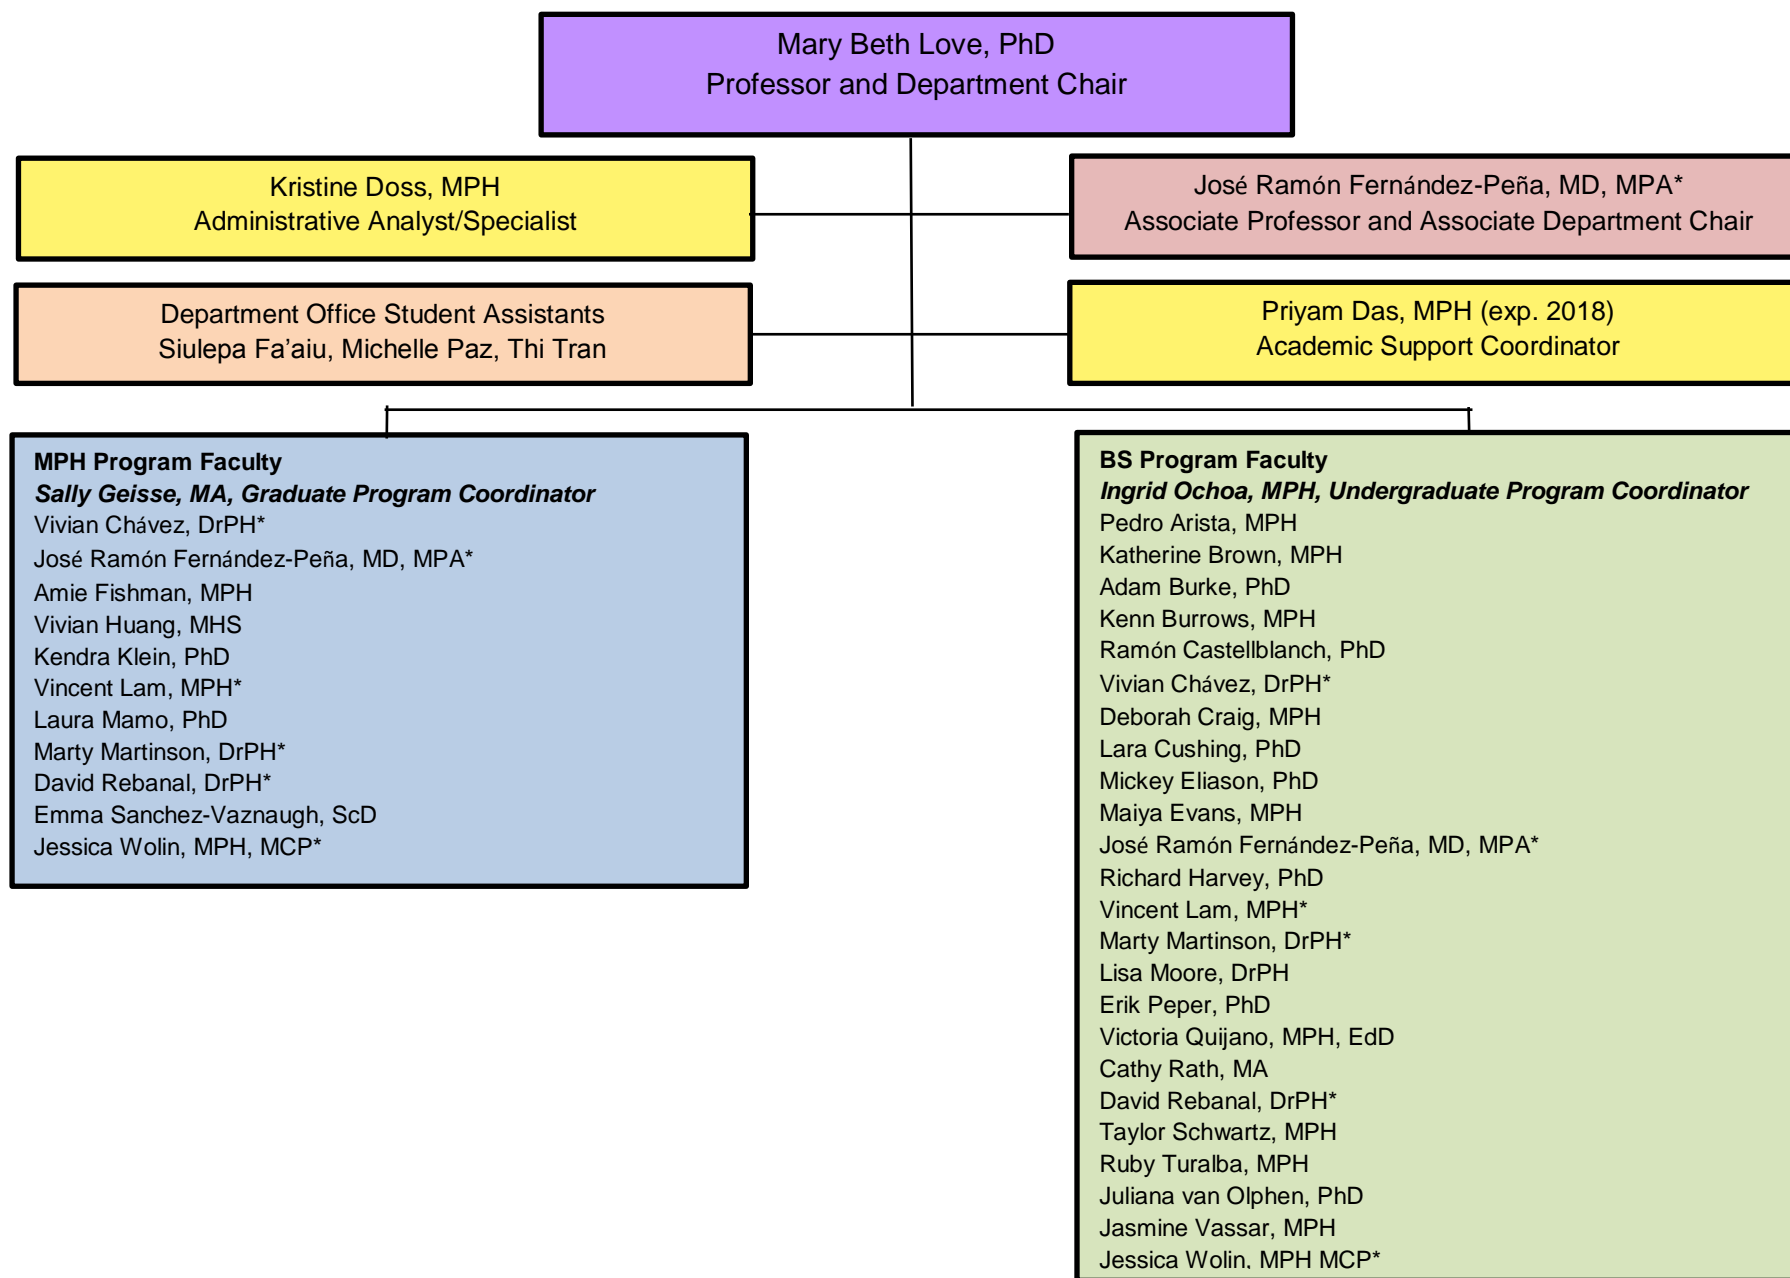 Mary Beth Love, PhD
Professor and Department Chair
Kristine Doss, MPH
Administrative Analyst/Specialist
José Ramón Fernández-Peña, MD, MPA*
Associate Professor and Associate Department Chair
Department Office Student Assistants
Siulepa Fa’aiu, Michelle Paz, Thi Tran
Priyam Das, MPH (exp. 2018)
Academic Support Coordinator
MPH Program Faculty
Sally Geisse, MA, Graduate Program Coordinator
Vivian Chávez, DrPH*
José Ramón Fernández-Peña, MD, MPA*
Amie Fishman, MPH
Vivian Huang, MHS
Kendra Klein, PhD
Vincent Lam, MPH*
Laura Mamo, PhD
Marty Martinson, DrPH*
David Rebanal, DrPH*
Emma Sanchez-Vaznaugh, ScD
Jessica Wolin, MPH, MCP*
BS Program Faculty
Ingrid Ochoa, MPH, Undergraduate Program Coordinator
Pedro Arista, MPH
Katherine Brown, MPH
Adam Burke, PhD
Kenn Burrows, MPH
Ramón Castellblanch, PhD
Vivian Chávez, DrPH*
Deborah Craig, MPH
Lara Cushing, PhD
Mickey Eliason, PhD
Maiya Evans, MPH
José Ramón Fernández-Peña, MD, MPA*
Richard Harvey, PhD
Vincent Lam, MPH*
Marty Martinson, DrPH*
Lisa Moore, DrPH
Erik Peper, PhD
Victoria Quijano, MPH, EdD
Cathy Rath, MA
David Rebanal, DrPH*
Taylor Schwartz, MPH
Ruby Turalba, MPH
Juliana van Olphen, PhD
Jasmine Vassar, MPH
Jessica Wolin, MPH MCP*